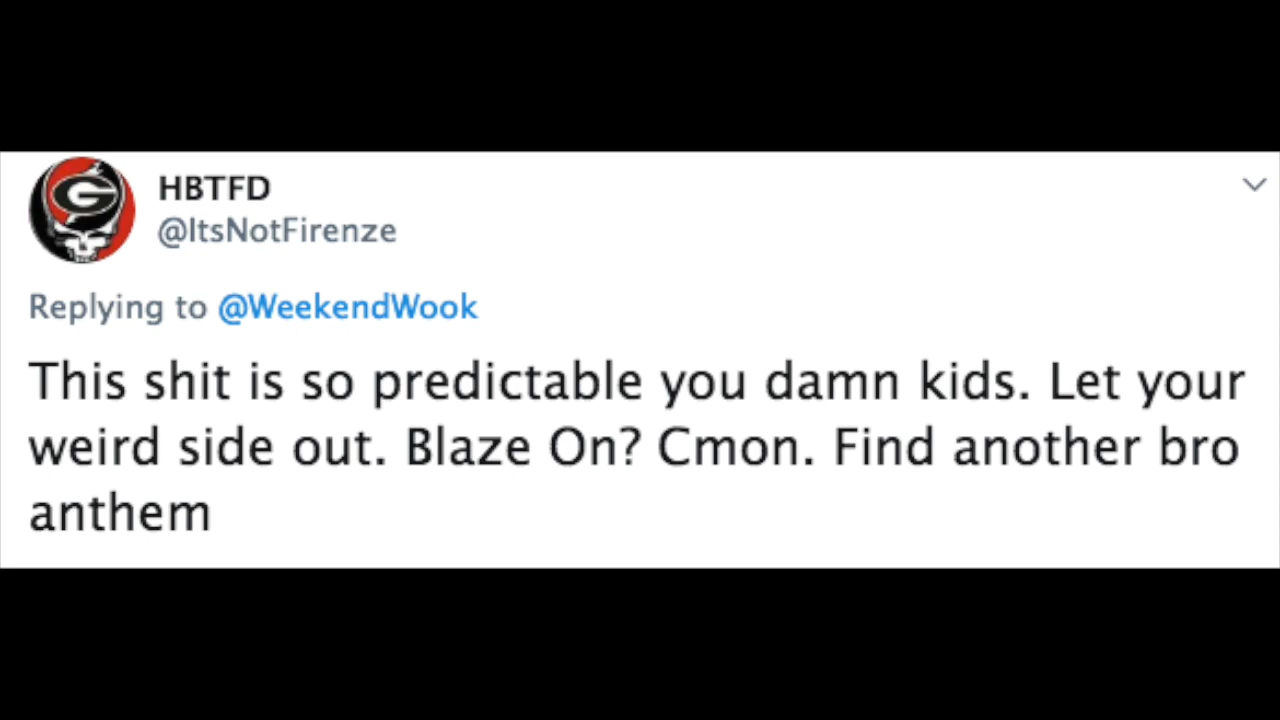 HBTFD
@ItsNotFirenze
Replying to @WeekendWook
This shit is so predictable you damn kids. Let your
weird side out. Blaze On? Cmon. Find another bro
anthem